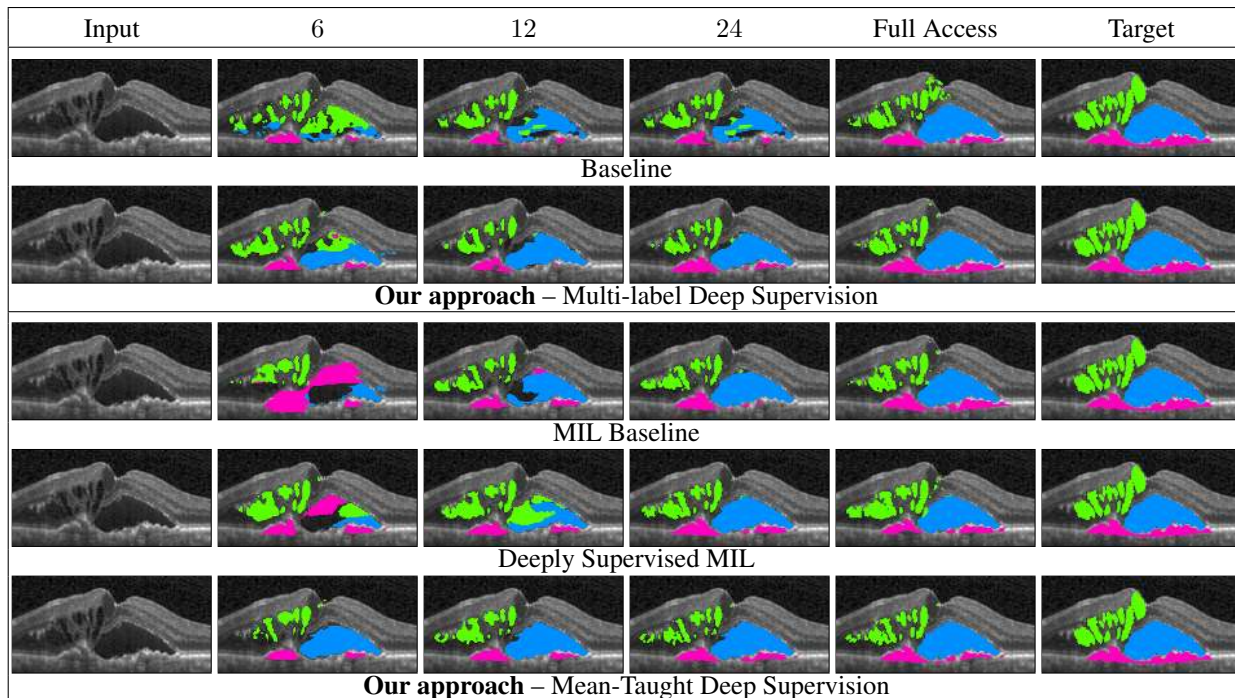 Input 6 12 24 Full Access Target
Baseline
Our approach – Multi-label Deep Supervision
MIL Baseline
Deeply Supervised MIL
Our approach – Mean-Taught Deep Supervision